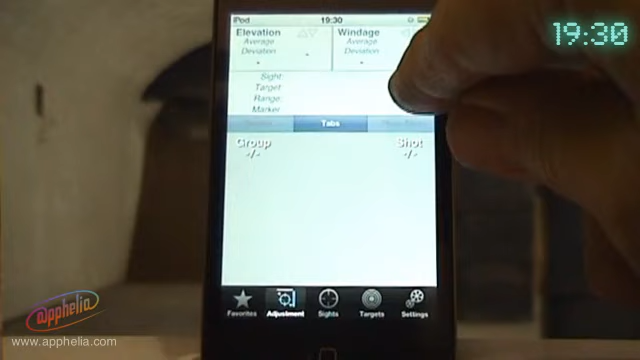 iPod 19:30
19:30
Elevation Windage
Average Average
Deviation - Deviation
- -
Sight:
Target:
Range:
Marker:
Tabs
Group Shot
-/- -/-
Favorites Adjustment Sights Targets Settings
@pphelia
www.apphelia.com